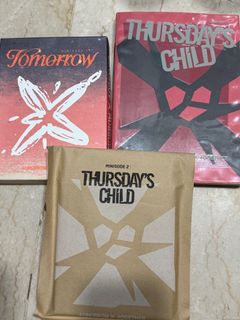 Tomorrow
THURSDAY'S
CHILD
MINISODE 2 :
THURSDAY'S
CHILD